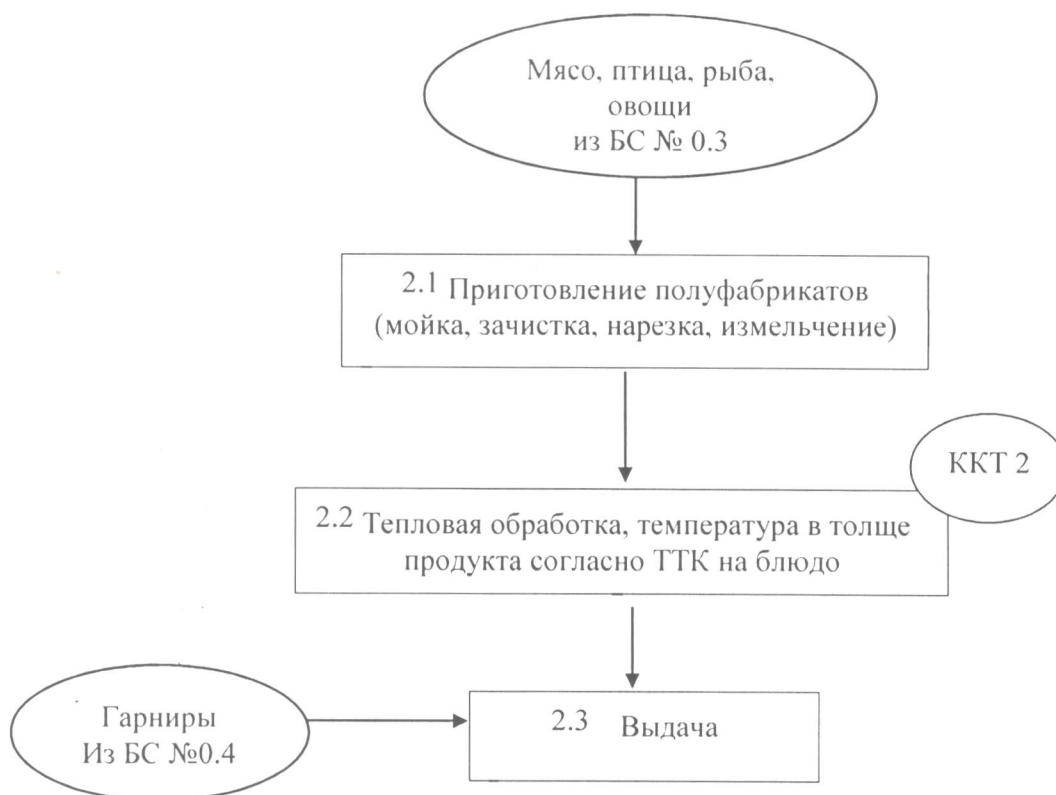 Мясо, птица, рыба,
овощи
из БС № 0.3
2.1 Приготовление полуфабрикатов
(мойка, зачистка, нарезка, измельчение)
ККТ 2
2.2 Тепловая обработка, температура в толще
продукта согласно ТТК на блюдо
Гарниры
Из БС №0.4
2.3 Выдача